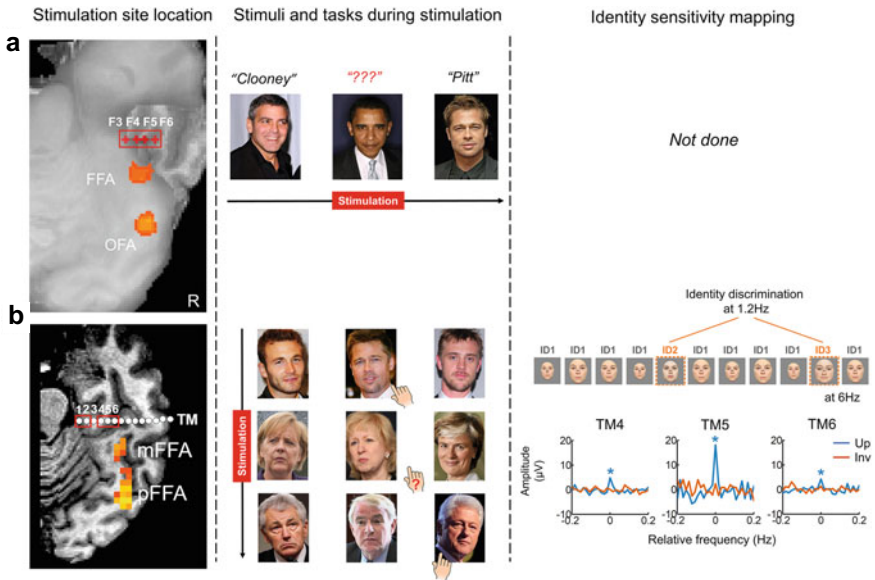 Stimulation site location
Stimuli and tasks during stimulation
Identity sensitivity mapping
a
F3 F4 F5 F6
FFA
OFA
R
"Clooney"
"???"
"Pitt"
Stimulation
Not done
b
123456
TM
mFFA
pFFA
Stimulation
?
Identity discrimination
at 1.2Hz
ID1 ID1 ID1 ID2 ID1 ID1 ID1 ID3 ID1
at 6Hz
TM4
TM5
TM6
Up
Inv
Amplitude
(μV)
20
10
0
-10
-0.2 0 0.2
*
20
10
0
-10
-0.2 0 0.2
*
20
10
0
-10
-0.2 0 0.2
*
Relative frequency (Hz)